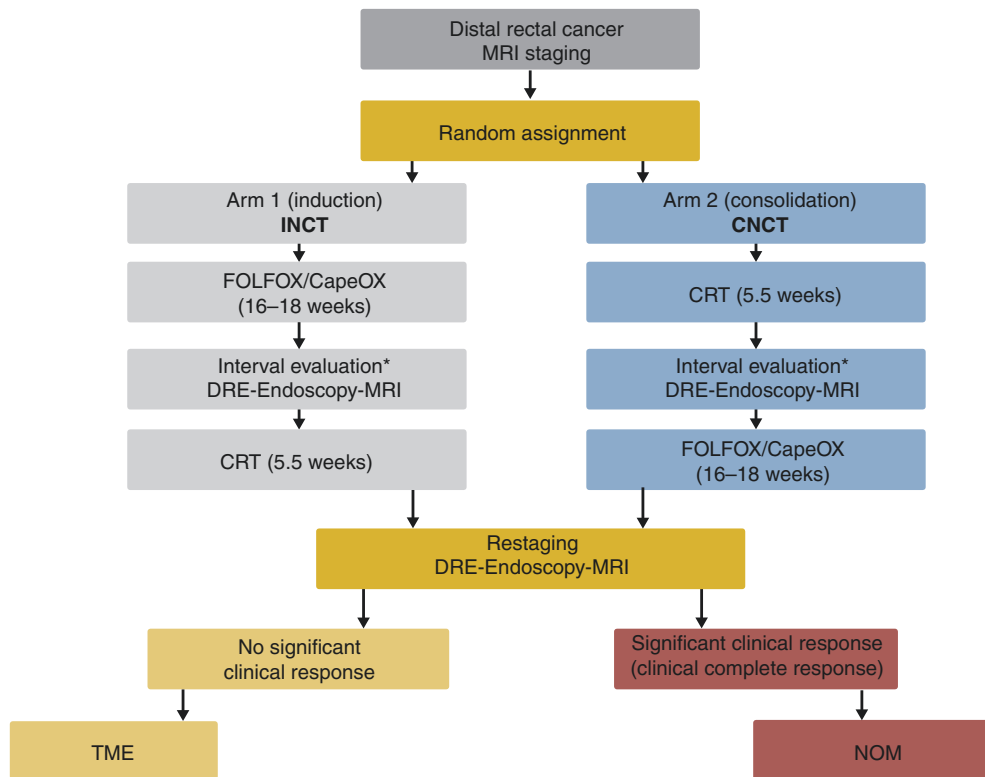 Distal rectal cancer
MRI staging
Random assignment
Arm 1 (induction)
INCT
Arm 2 (consolidation)
CNCT
FOLFOX/CapeOX
(16–18 weeks)
CRT (5.5 weeks)
Interval evaluation*
DRE-Endoscopy-MRI
Interval evaluation*
DRE-Endoscopy-MRI
CRT (5.5 weeks)
FOLFOX/CapeOX
(16–18 weeks)
Restaging
DRE-Endoscopy-MRI
No significant
clinical response
Significant clinical response
(clinical complete response)
TME
NOM